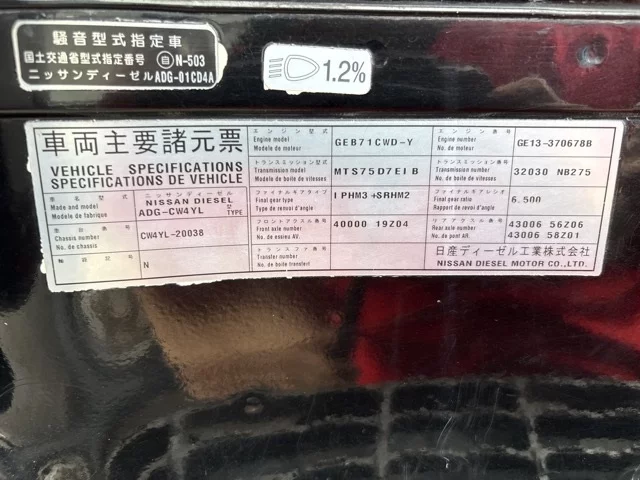 騒音型式指定車
国土交通省型式指定番号 自 N-503
ニッサンディーゼル ADG-01CD4A
1.2%
車両主要諸元票
VEHICLE SPECIFICATIONS
SPECIFICATIONS DE VEHICLE
Made and model
Modele de fabrique
ニッサンディーゼル
NISSAN DIESEL
ADG-CW4YL 型 TYPE
車台番号
Chassis number
No. de chassis
CW4YL-20038
N
エンジン型式
Engine model
Modele de moteur
GEB71CWD-Y
エンジン番号
Engine number
No. de moteur
GE13-370678B
トランスミッション型式
Transmission model
Modele de boite de vitesses
MTS75D7EIB
トランスミッション番号
Transmission number
No. de boite de vitesses
32030 NB275
ファイナルギアタイプ
Final gear type
Type de renvoi d'angle
IPHM3+SRHM2
ファイナルギアレシオ
Final gear ratio
Rapport de renvoi d'angle
6.500
フロントアクスル番号
Front axle number
No. de essieu AV.
40000 19Z04
リアアクスル番号
Rear axle number
No. de pont AR.
43006 56Z06
43006 58Z01
トランスファ番号
Transfer number
No. de boite transfert
日産ディーゼル工業株式会社
NISSAN DIESEL MOTOR CO.,LTD.